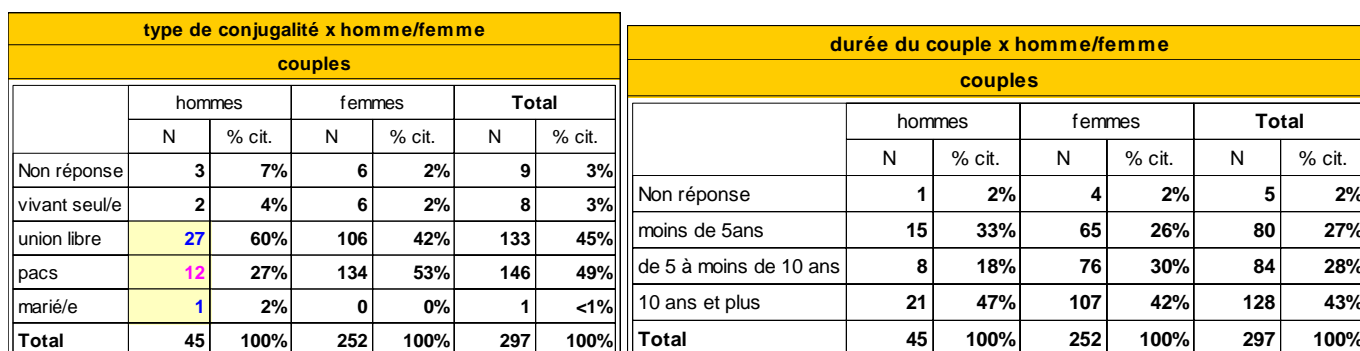 type de conjugalité x homme/femme
couples
hommes femmes Total
N % cit. N % cit. N % cit.
Non réponse 3 7% 6 2% 9 3%
vivant seul/e 2 4% 6 2% 8 3%
union libre 27 60% 106 42% 133 45%
pacs 12 27% 134 53% 146 49%
marié/e 1 2% 0 0% 1 <1%
Total 45 100% 252 100% 297 100%
durée du couple x homme/femme
couples
hommes femmes Total
N % cit. N % cit. N % cit.
Non réponse 1 2% 4 2% 5 2%
moins de 5ans 15 33% 65 26% 80 27%
de 5 à moins de 10 ans 8 18% 76 30% 84 28%
10 ans et plus 21 47% 107 42% 128 43%
Total 45 100% 252 100% 297 100%